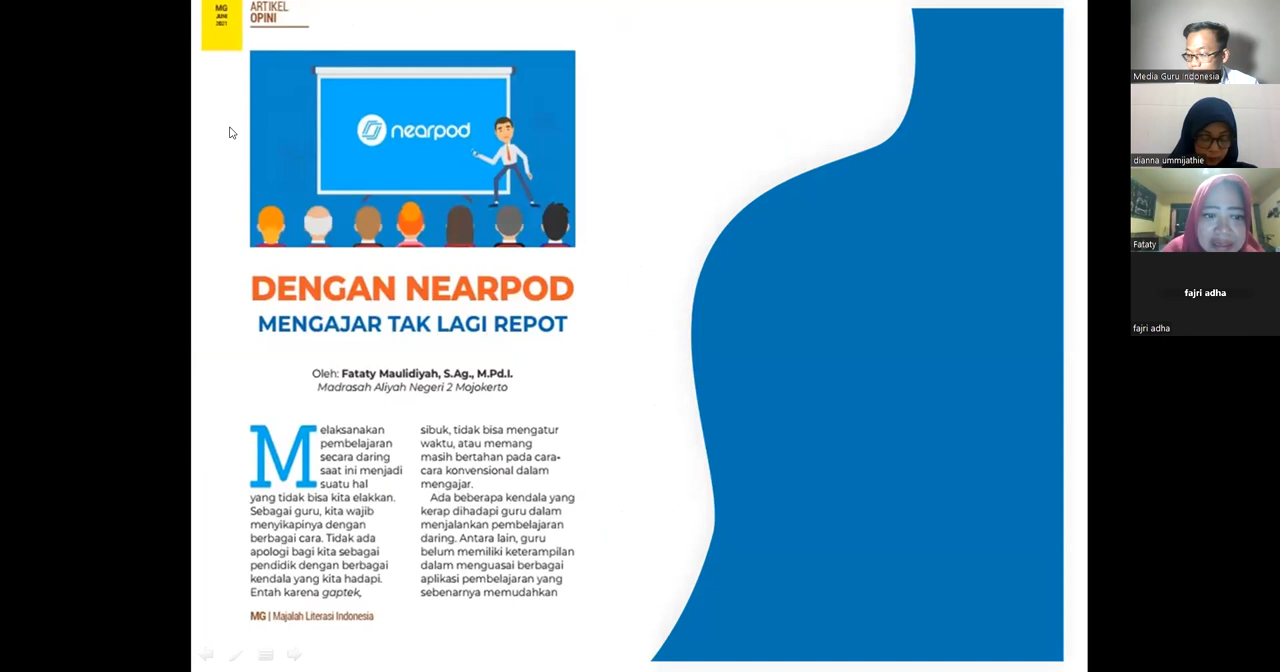 MG
JUNI
2021
ARTIKEL
OPINI
nearpod
DENGAN NEARPOD
MENGAJAR TAK LAGI REPOT
Oleh: Fataty Maulidiyah, S.Ag., M.Pd.I.
Madrasah Aliyah Negeri 2 Mojokerto
Melaksanakan
pembelajaran
secara daring
saat ini menjadi
suatu hal
yang tidak bisa kita elakkan.
Sebagai guru, kita wajib
menyikapinya dengan
berbagai cara. Tidak ada
apologi bagi kita sebagai
pendidik dengan berbagai
kendala yang kita hadapi.
Entah karena gaptek,
sibuk, tidak bisa mengatur
waktu, atau memang
masih bertahan pada cara-
cara konvensional dalam
mengajar.
Ada beberapa kendala yang
kerap dihadapi guru dalam
menjalankan pembelajaran
daring. Antara lain, guru
belum memiliki keterampilan
dalam menguasai berbagai
aplikasi pembelajaran yang
sebenarnya memudahkan
MG | Majalah Literasi Indonesia
Media Guru Indonesia
dianna ummijathie
Fataty
fajri adha
fajri adha